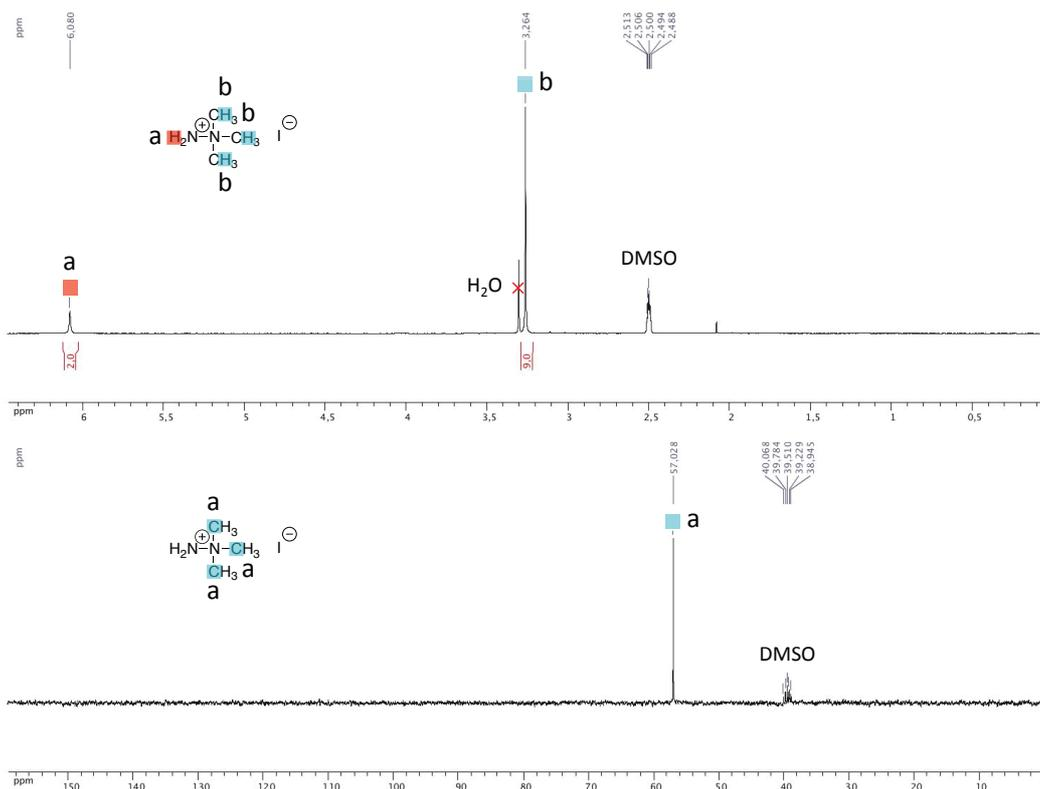 ppm
6,080
3,264
2,513
2,506
2,500
2,494
2,488
b
b
CH3 b
a H2N–N–CH3 I⊖
⊕
CH3
b
a
H2O
DMSO
2,0
9,0
ppm 6 5,5 5 4,5 4 3,5 3 2,5 2 1,5 1 0,5
ppm
57,028
40,068
39,784
39,510
39,229
38,945
a
a
CH3
⊕
H2N–N–CH3 I⊖
CH3 a
a
DMSO
ppm 150 140 130 120 110 100 90 80 70 60 50 40 30 20 10